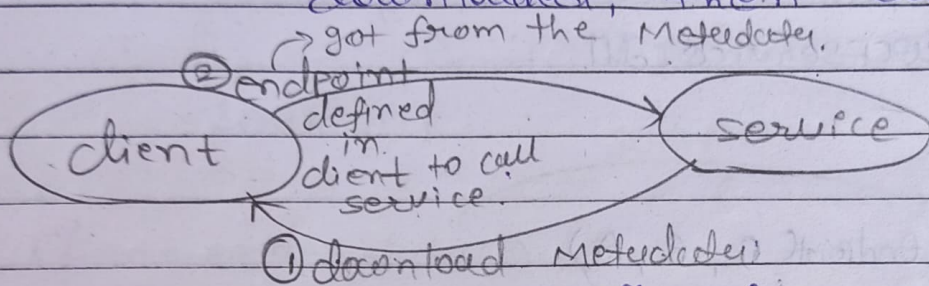 got from the Metadata.
② endpoint
defined
in
client to call
service.
client
service
① download Metadata